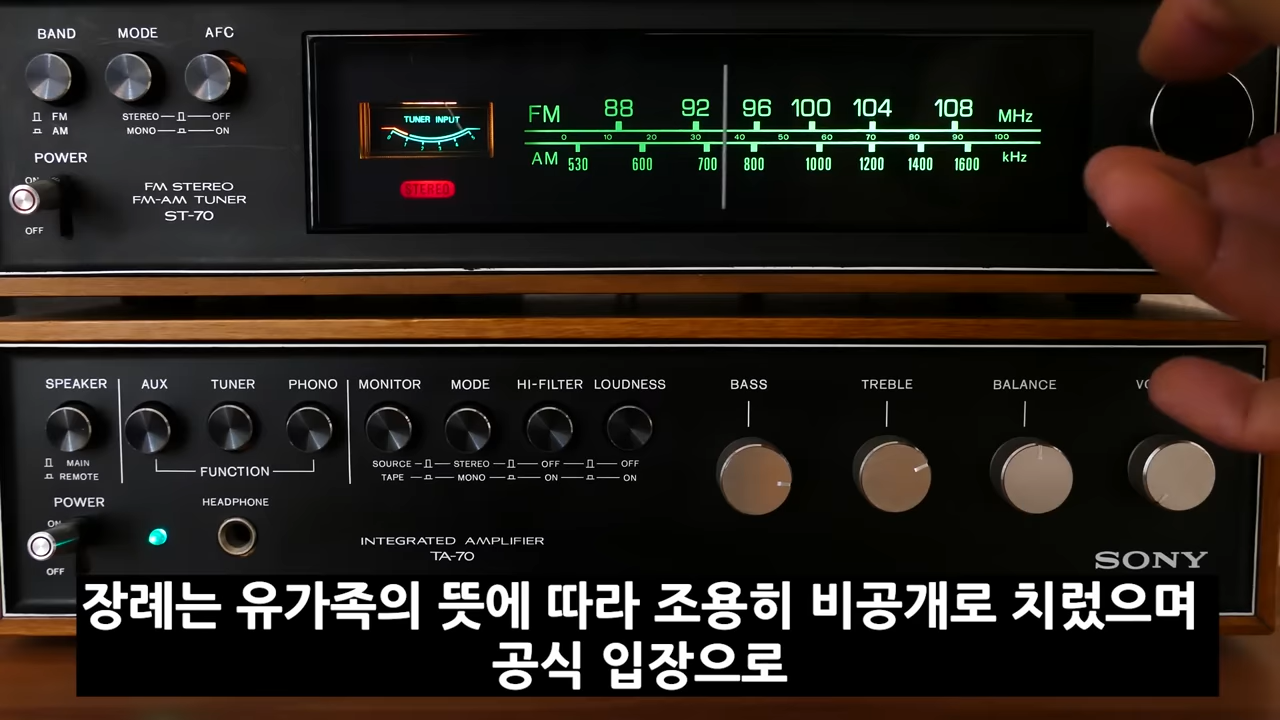 BAND MODE AFC
FM STEREO OFF
AM MONO ON
POWER
ON
OFF
FM STEREO
FM-AM TUNER
ST-70
TUNER INPUT
STEREO
FM 88 92 96 100 104 108 MHz
0 10 20 30 40 50 60 70 80 90 100
AM 530 600 700 800 1000 1200 1400 1600 kHz
SPEAKER AUX TUNER PHONO MONITOR MODE HI-FILTER LOUDNESS BASS TREBLE BALANCE
MAIN
REMOTE
FUNCTION
SOURCE STEREO OFF OFF
TAPE MONO ON ON
POWER
ON
OFF
HEADPHONE
INTEGRATED AMPLIFIER
TA-70
SONY
장례는 유가족의 뜻에 따라 조용히 비공개로 치렀으며
공식 입장으로